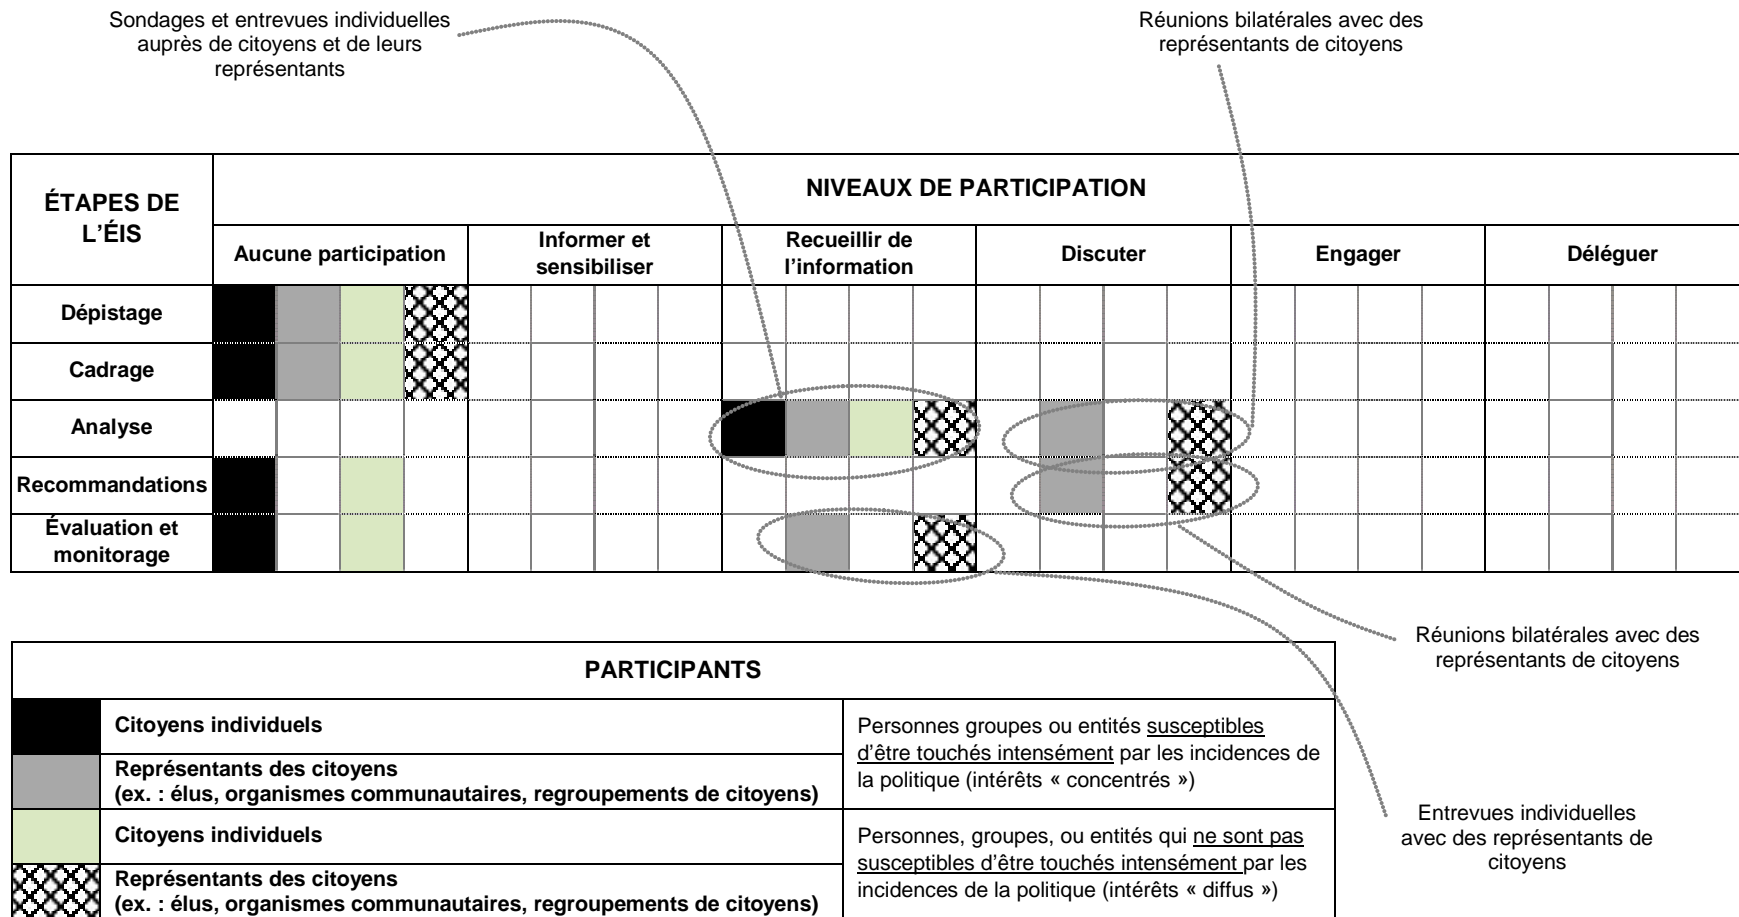 Sondages et entrevues individuelles
auprès de citoyens et de leurs
représentants
Réunions bilatérales avec des
représentants de citoyens
ÉTAPES DE
L'ÉIS
NIVEAUX DE PARTICIPATION
Aucune participation
Informer et
sensibiliser
Recueillir de
l'information
Discuter
Engager
Déléguer
Dépistage
Cadrage
Analyse
Recommandations
Évaluation et
monitorage
Réunions bilatérales avec des
représentants de citoyens
Entrevues individuelles
avec des représentants de
citoyens
PARTICIPANTS
Citoyens individuels
Représentants des citoyens
(ex. : élus, organismes communautaires, regroupements de citoyens)
Personnes groupes ou entités susceptibles
d'être touchés intensément par les incidences de
la politique (intérêts « concentrés »)
Citoyens individuels
Représentants des citoyens
(ex. : élus, organismes communautaires, regroupements de citoyens)
Personnes, groupes, ou entités qui ne sont pas
susceptibles d'être touchés intensément par les
incidences de la politique (intérêts « diffus »)